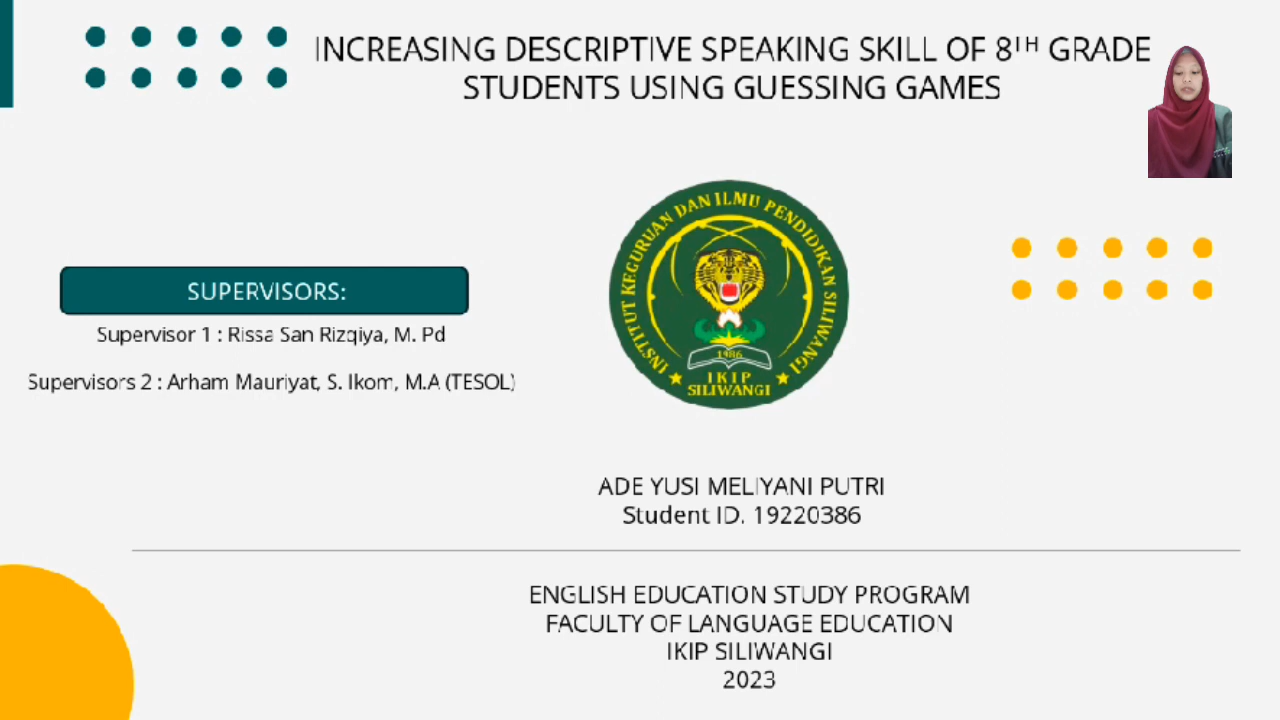 INCREASING DESCRIPTIVE SPEAKING SKILL OF 8TH GRADE
STUDENTS USING GUESSING GAMES
SUPERVISORS:
Supervisor 1 : Rissa San Rizqiya, M. Pd
Supervisors 2 : Arham Mauriyat, S. Ikom, M.A (TESOL)
INSTITUT KEGURUAN DAN ILMU PENDIDIKAN SILIWANGI
1986
IKIP
SILIWANGI
ADE YUSI MELIYANI PUTRI
Student ID. 19220386
ENGLISH EDUCATION STUDY PROGRAM
FACULTY OF LANGUAGE EDUCATION
IKIP SILIWANGI
2023